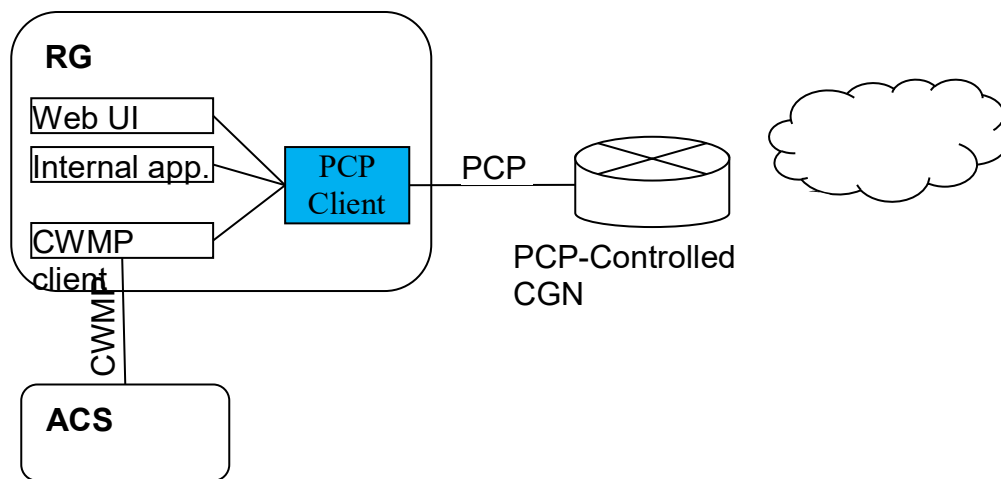 RG
Web UI
Internal app.
CWMP
client
PCP
Client
PCP
PCP-Controlled
CGN
CWMP
ACS